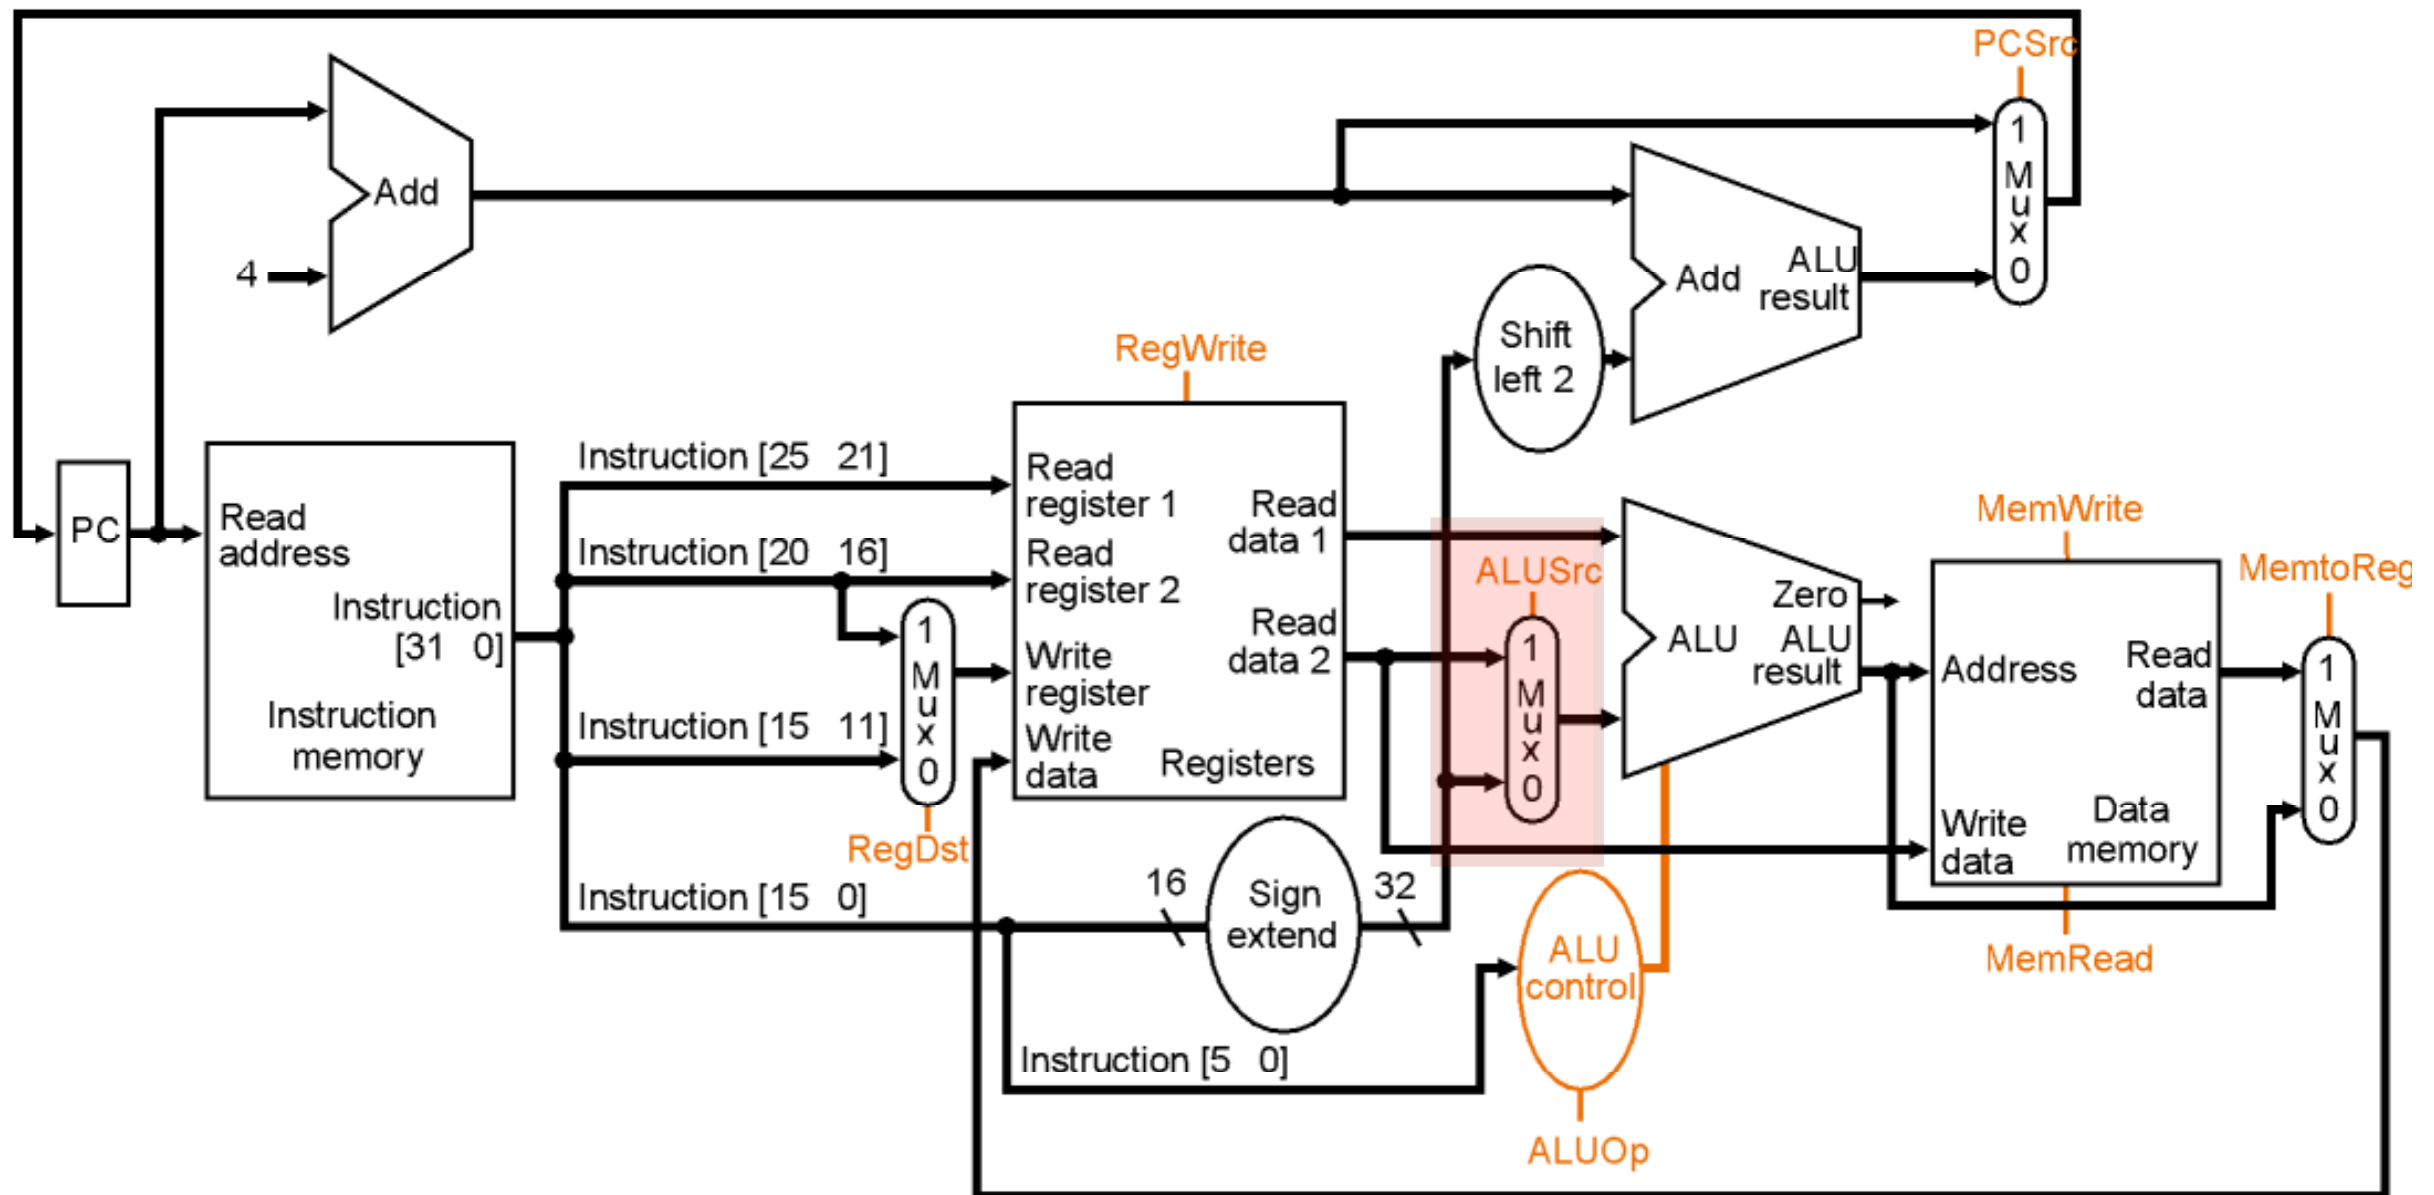 PCSrc
1
M
u
x
0
Add
4
Add
ALU
result
Shift
left 2
RegWrite
PC
Read
address
Instruction
[31 0]
Instruction
memory
Instruction [25 21]
Instruction [20 16]
Instruction [15 11]
Instruction [15 0]
Instruction [5 0]
1
M
u
x
0
RegDst
Read
register 1
Read
register 2
Write
register
Write
data
Read
data 1
Read
data 2
Registers
16
Sign
extend
32
ALUSrc
1
M
u
x
0
Zero
ALU
ALU
result
ALU
control
ALUOp
MemWrite
Address
Read
data
Write
data
Data
memory
MemRead
MemtoReg
1
M
u
x
0